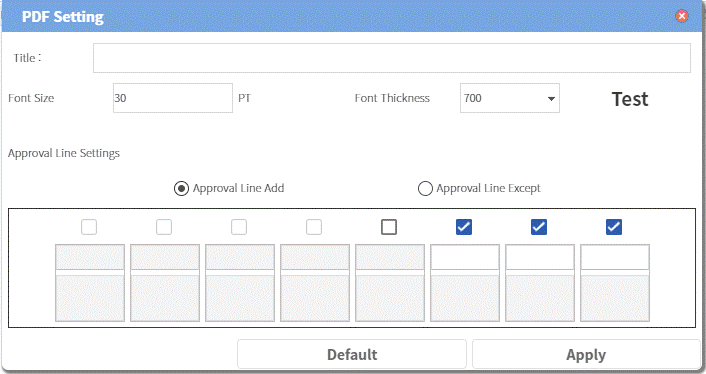 PDF Setting
Title :
Font Size 30 PT Font Thickness 700 Test
Approval Line Settings
Approval Line Add Approval Line Except
Default Apply